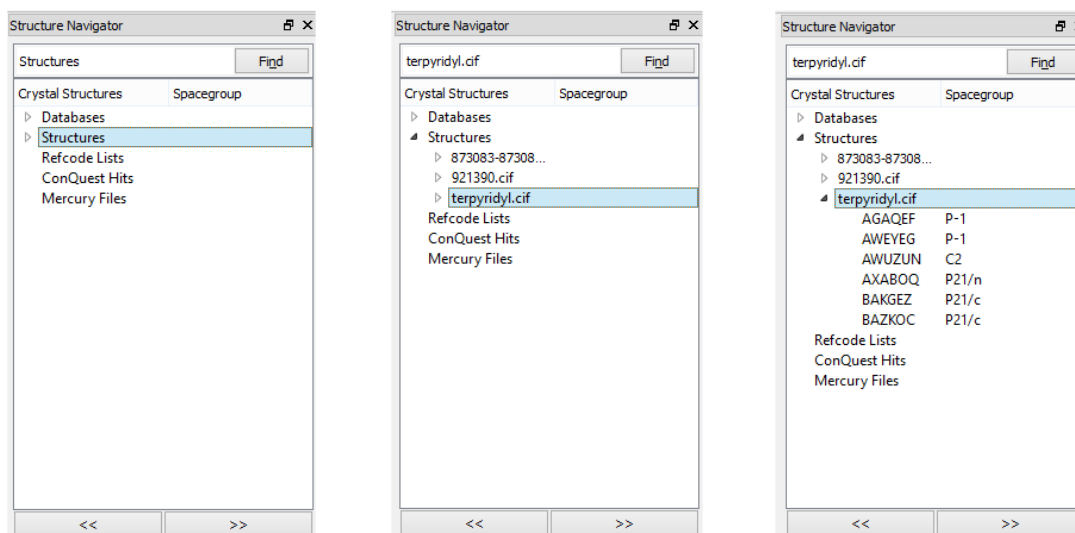 Structure Navigator
Structures Find
Crystal Structures Spacegroup
Databases
Structures
Refcode Lists
ConQuest Hits
Mercury Files
<< >>
Structure Navigator
terpyridyl.cif Find
Crystal Structures Spacegroup
Databases
Structures
873083-87308...
921390.cif
terpyridyl.cif
Refcode Lists
ConQuest Hits
Mercury Files
<< >>
Structure Navigator
terpyridyl.cif Find
Crystal Structures Spacegroup
Databases
Structures
873083-87308...
921390.cif
terpyridyl.cif
AGAQEF P-1
AWEYEG P-1
AWUZUN C2
AXABOQ P21/n
BAKGEZ P21/c
BAZKOC P21/c
Refcode Lists
ConQuest Hits
Mercury Files
<< >>